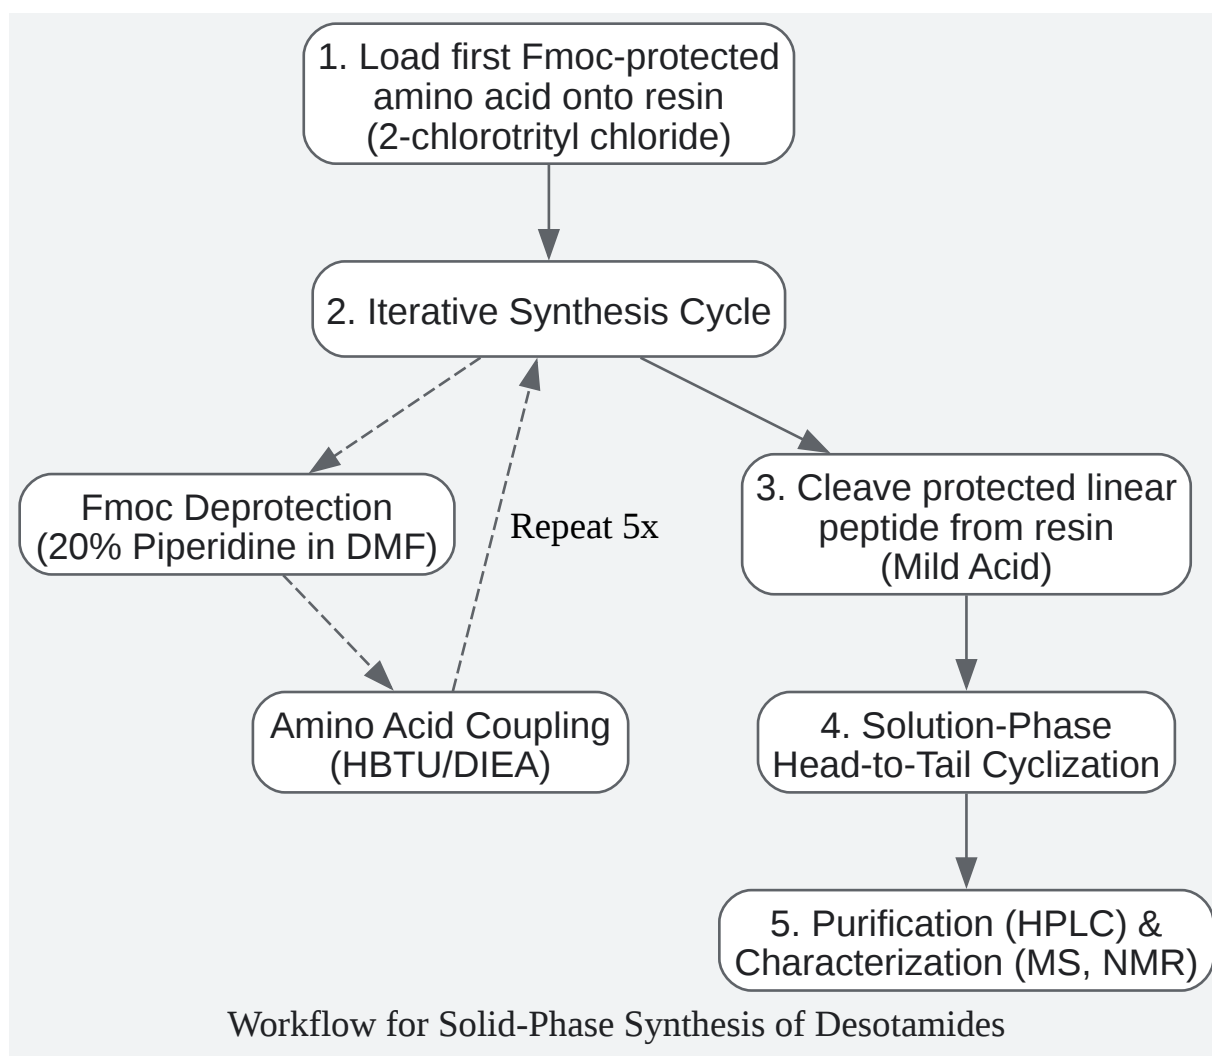 1. Load first Fmoc-protected
amino acid onto resin
(2-chlorotrityl chloride)
2. Iterative Synthesis Cycle
Fmoc Deprotection
(20% Piperidine in DMF)
Repeat 5x
3. Cleave protected linear
peptide from resin
(Mild Acid)
Amino Acid Coupling
(HBTU/DIEA)
4. Solution-Phase
Head-to-Tail Cyclization
5. Purification (HPLC) &
Characterization (MS, NMR)
Workflow for Solid-Phase Synthesis of Desotamides